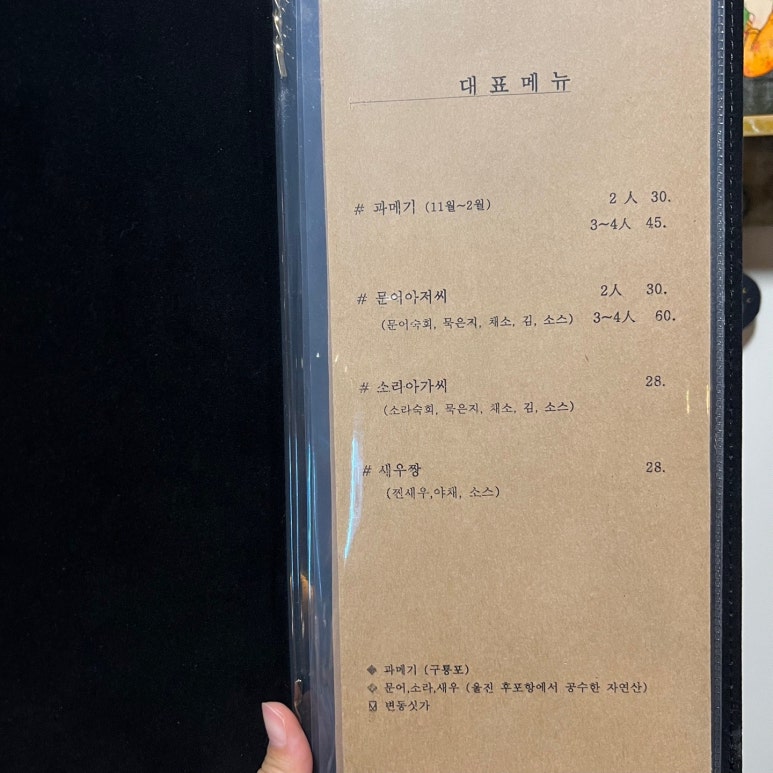 대표메뉴
# 과메기 (11월~2월) 2人 30.
3~4人 45.
# 문어아저씨 2人 30.
(문어숙회, 묵은지, 채소, 김, 소스) 3~4人 60.
# 소라아가씨 28.
(소라숙회, 묵은지, 채소, 김, 소스)
# 새우짱 28.
(찐새우,야채, 소스)
◆ 과메기 (구룡포)
문어,소라,새우 (울진 후포항에서 공수한 자연산)
변동싯가